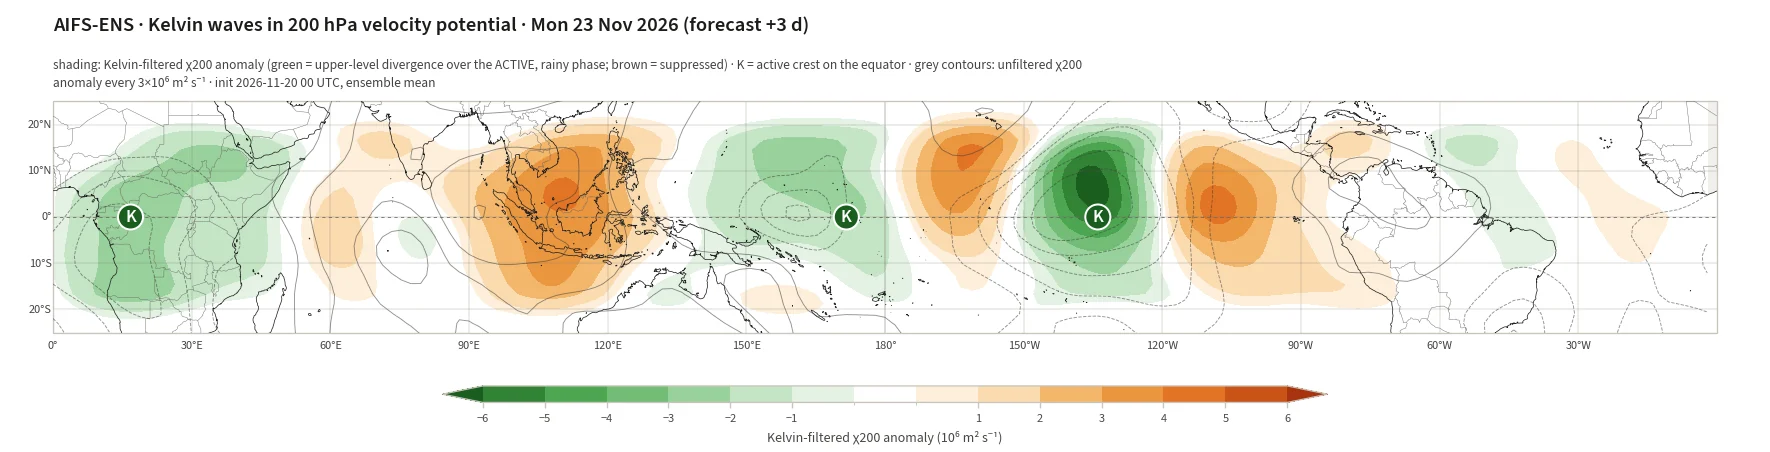 AIFS-ENS · Kelvin waves in 200 hPa velocity potential · Mon 23 Nov 2026 (forecast +3 d)
shading: Kelvin-filtered χ200 anomaly (green = upper-level divergence over the ACTIVE, rainy phase; brown = suppressed) · K = active crest on the equator · grey contours: unfiltered χ200
anomaly every 3×10⁶ m² s⁻¹ · init 2026-11-20 00 UTC, ensemble mean
20°N
10°N
0°
10°S
20°S
K K K
0° 30°E 60°E 90°E 120°E 150°E 180° 150°W 120°W 90°W 60°W 30°W
−6 −5 −4 −3 −2 −1 1 2 3 4 5 6
Kelvin-filtered χ200 anomaly (10⁶ m² s⁻¹)